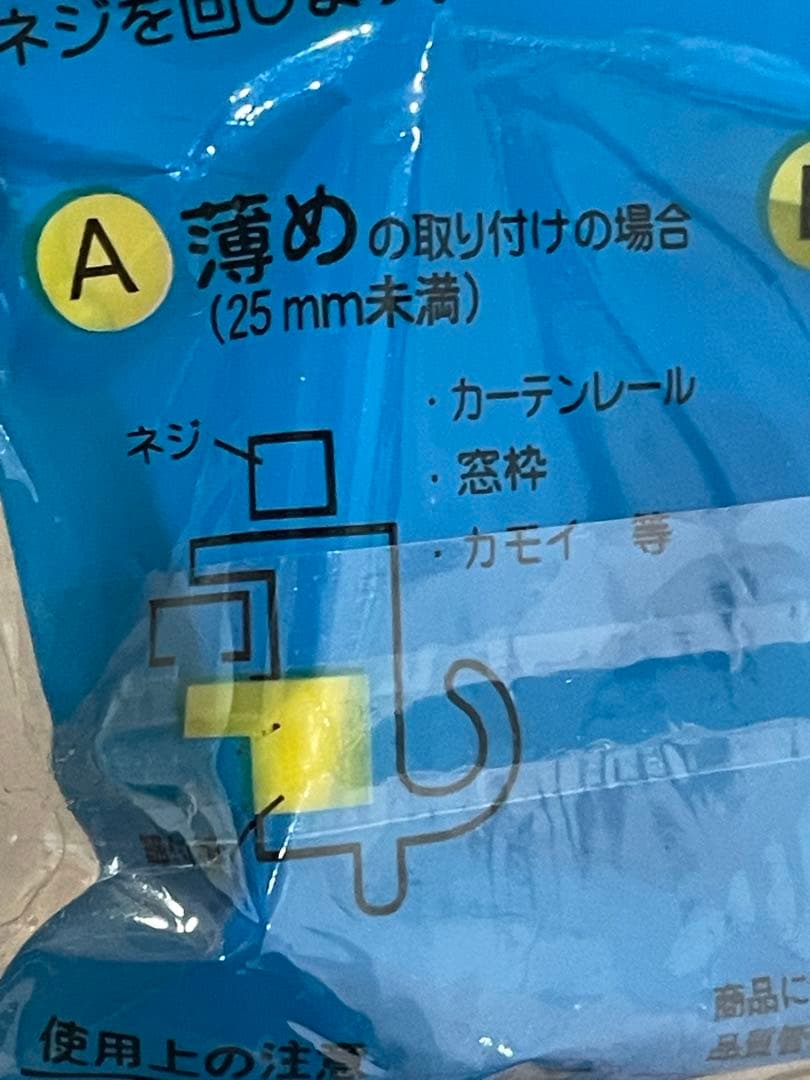 ネジを回します。
A 薄めの取り付けの場合
(25mm未満)
・カーテンレール
ネジ
・窓枠
・カモイ 等
使用上の注意
商品に